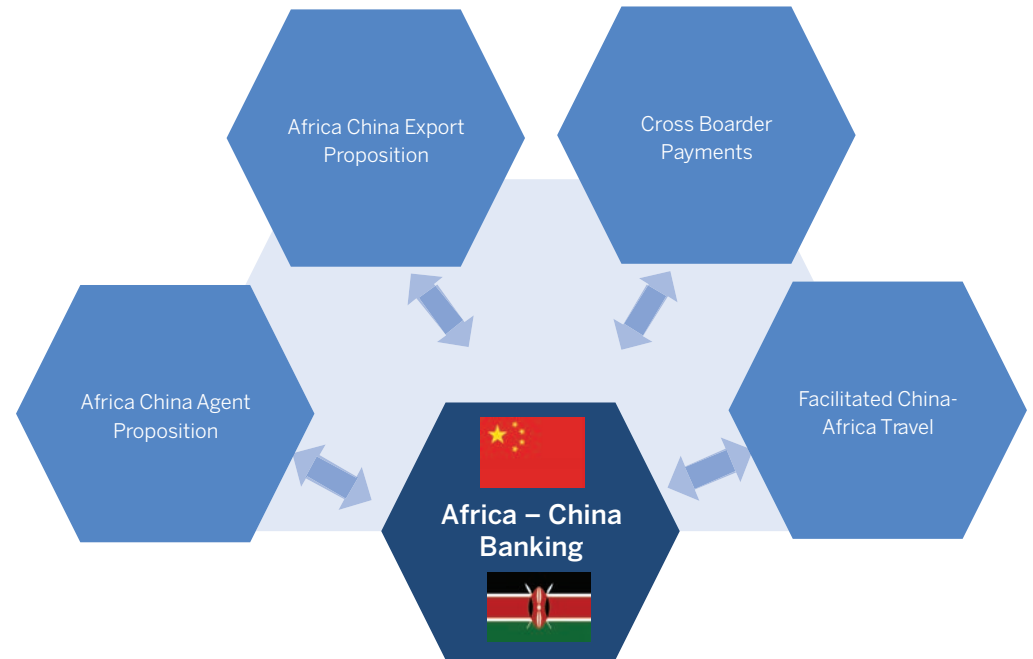 Africa China Export
Proposition
Cross Boarder
Payments
Africa China Agent
Proposition
Facilitated China-
Africa Travel
Africa – China
Banking